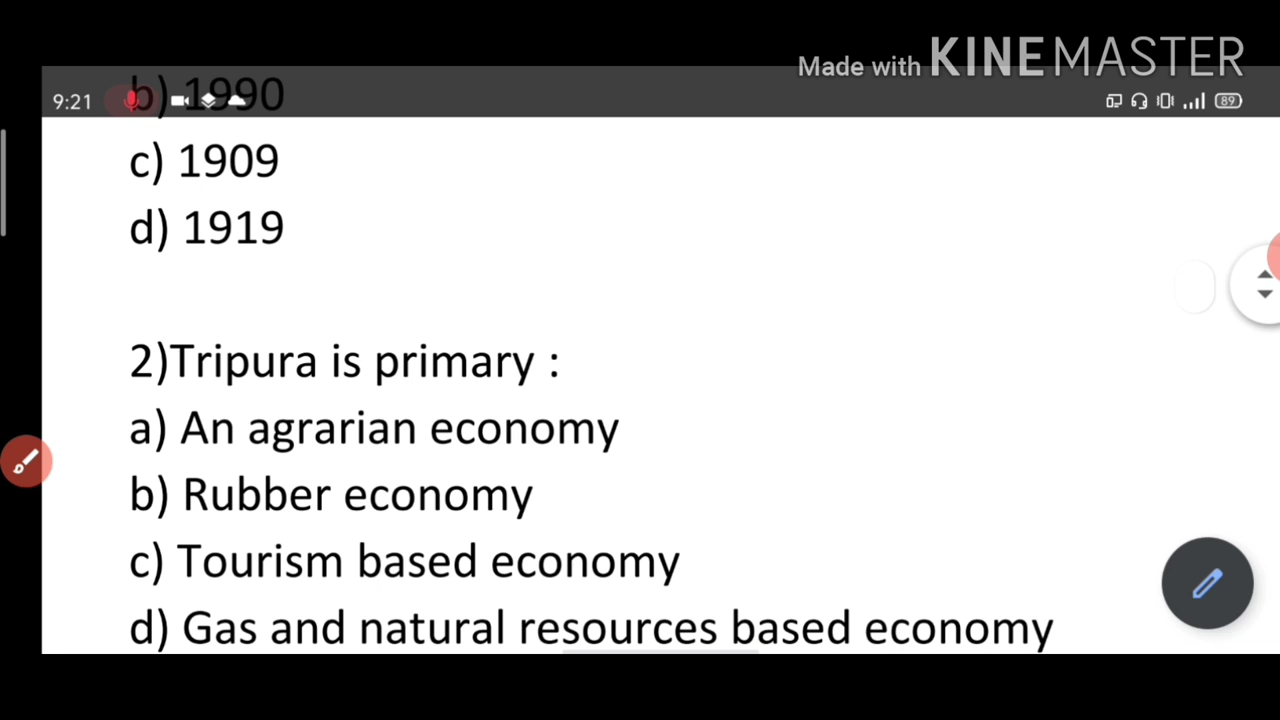 Made with KINEMASTER
9:21
89
b) 1990
c) 1909
d) 1919
2)Tripura is primary :
a) An agrarian economy
b) Rubber economy
c) Tourism based economy
d) Gas and natural resources based economy